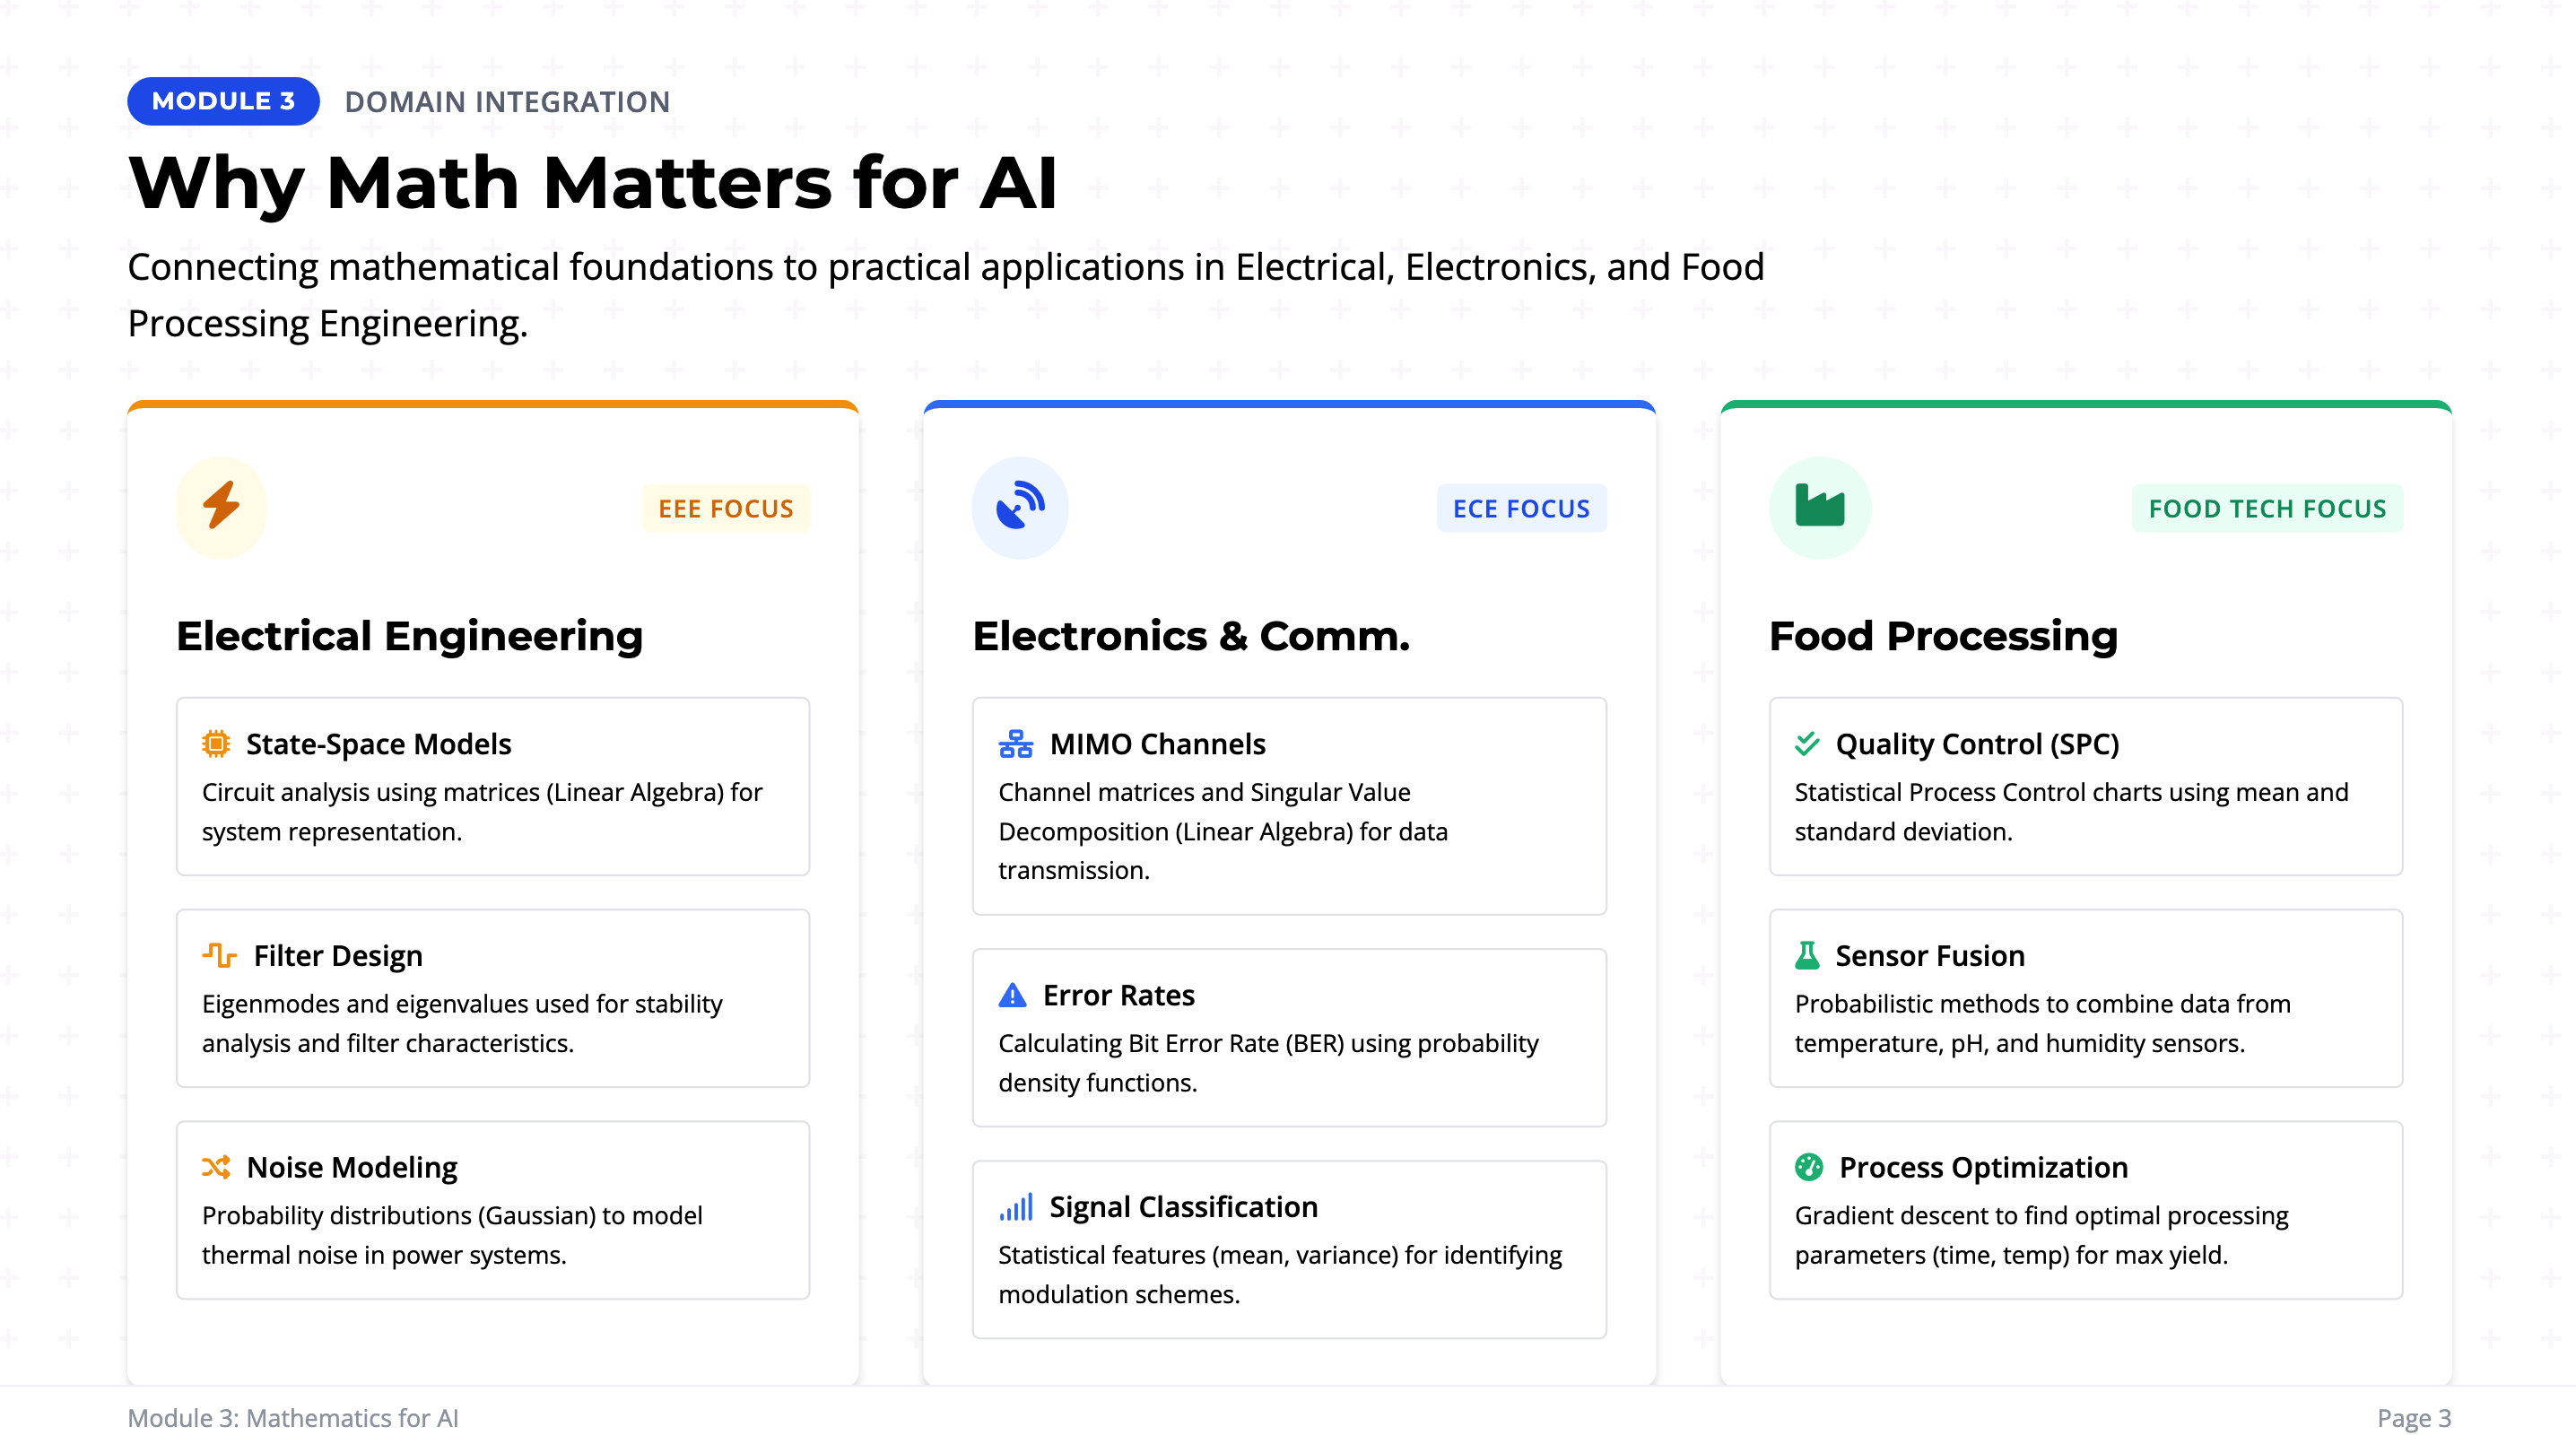 MODULE 3 DOMAIN INTEGRATION
Why Math Matters for AI
Connecting mathematical foundations to practical applications in Electrical, Electronics, and Food
Processing Engineering.
EEE FOCUS
Electrical Engineering
State-Space Models
Circuit analysis using matrices (Linear Algebra) for
system representation.
Filter Design
Eigenmodes and eigenvalues used for stability
analysis and filter characteristics.
Noise Modeling
Probability distributions (Gaussian) to model
thermal noise in power systems.
ECE FOCUS
Electronics & Comm.
MIMO Channels
Channel matrices and Singular Value
Decomposition (Linear Algebra) for data
transmission.
Error Rates
Calculating Bit Error Rate (BER) using probability
density functions.
Signal Classification
Statistical features (mean, variance) for identifying
modulation schemes.
FOOD TECH FOCUS
Food Processing
Quality Control (SPC)
Statistical Process Control charts using mean and
standard deviation.
Sensor Fusion
Probabilistic methods to combine data from
temperature, pH, and humidity sensors.
Process Optimization
Gradient descent to find optimal processing
parameters (time, temp) for max yield.
Module 3: Mathematics for AI
Page 3